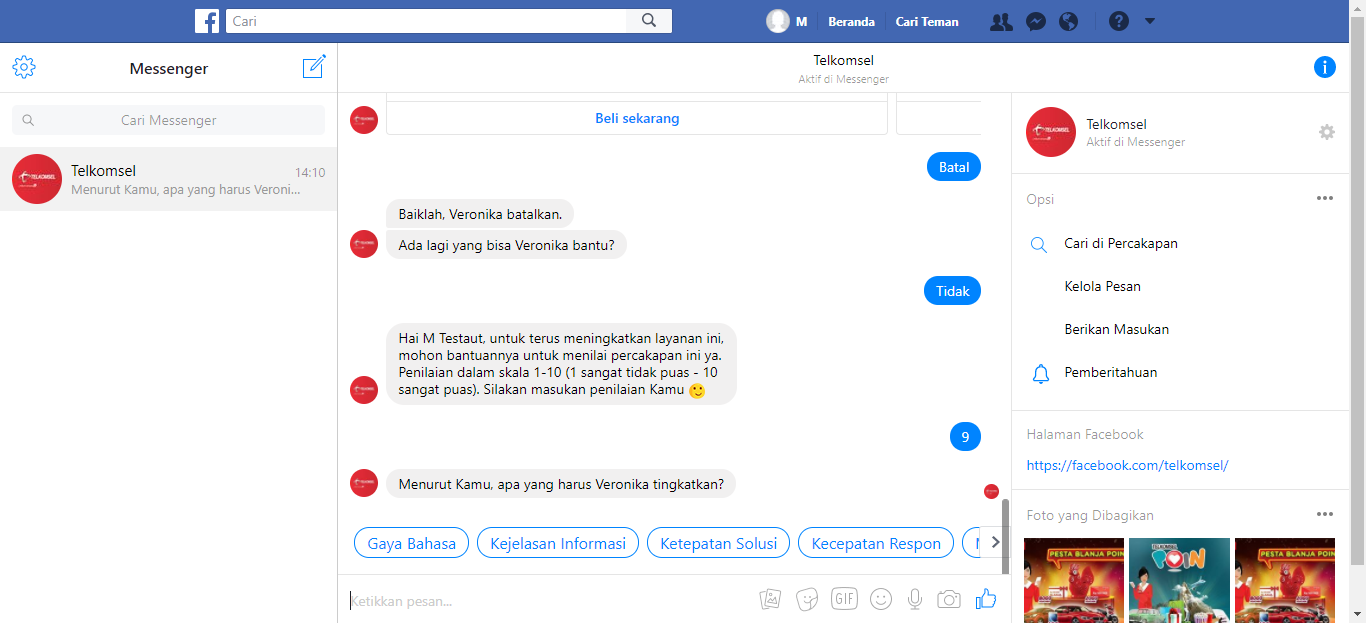 Cari
M
Beranda
Cari Teman
Messenger
Cari Messenger
Telkomsel
14:10
Menurut Kamu, apa yang harus Veroni...
Telkomsel
Aktif di Messenger
Beli sekarang
Batal
Baiklah, Veronika batalkan.
Ada lagi yang bisa Veronika bantu?
Tidak
Hai M Testaut, untuk terus meningkatkan layanan ini,
mohon bantuannya untuk menilai percakapan ini ya.
Penilaian dalam skala 1-10 (1 sangat tidak puas - 10
sangat puas). Silakan masukan penilaian Kamu 🙂
9
Menurut Kamu, apa yang harus Veronika tingkatkan?
Gaya Bahasa
Kejelasan Informasi
Ketepatan Solusi
Kecepatan Respon
Ketikkan pesan...
GIF
TELKOMSEL
Telkomsel
Aktif di Messenger
Opsi
Cari di Percakapan
Kelola Pesan
Berikan Masukan
Pemberitahuan
Halaman Facebook
https://facebook.com/telkomsel/
Foto yang Dibagikan
PESTA BLANJA POIN
TELKOMSEL
POIN
PESTA BLANJA POIN